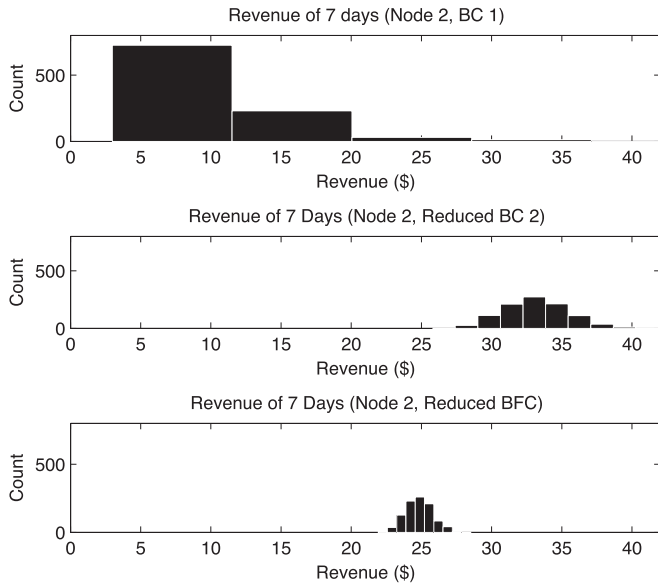 Revenue of 7 days (Node 2, BC 1)
500
0
Count
0 5 10 15 20 25 30 35 40
Revenue ($)
Revenue of 7 Days (Node 2, Reduced BC 2)
500
0
Count
0 5 10 15 20 25 30 35 40
Revenue ($)
Revenue of 7 Days (Node 2, Reduced BFC)
500
0
Count
0 5 10 15 20 25 30 35 40
Revenue ($)